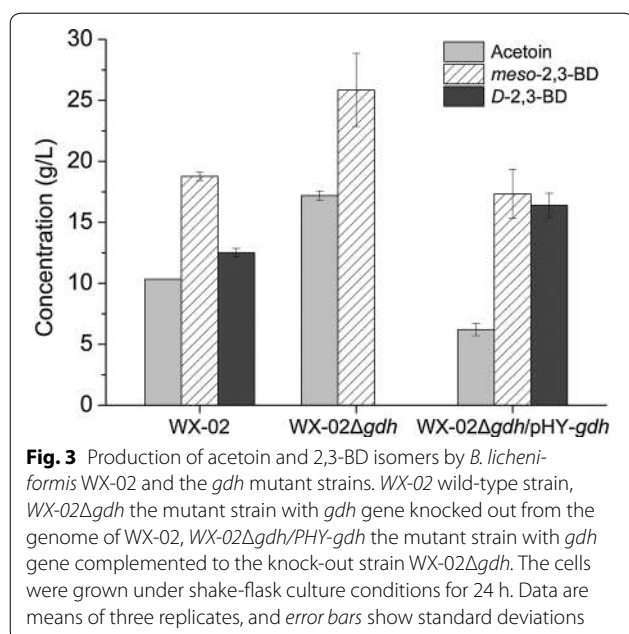 30
25
20
15
10
5
0
Concentration (g/L)
Acetoin
meso-2,3-BD
D-2,3-BD
WX-02
WX-02Δgdh
WX-02Δgdh/pHY-gdh
Fig. 3 Production of acetoin and 2,3-BD isomers by B. licheni-
formis WX-02 and the gdh mutant strains. WX-02 wild-type strain,
WX-02Δgdh the mutant strain with gdh gene knocked out from the
genome of WX-02, WX-02Δgdh/PHY-gdh the mutant strain with gdh
gene complemented to the knock-out strain WX-02Δgdh. The cells
were grown under shake-flask culture conditions for 24 h. Data are
means of three replicates, and error bars show standard deviations